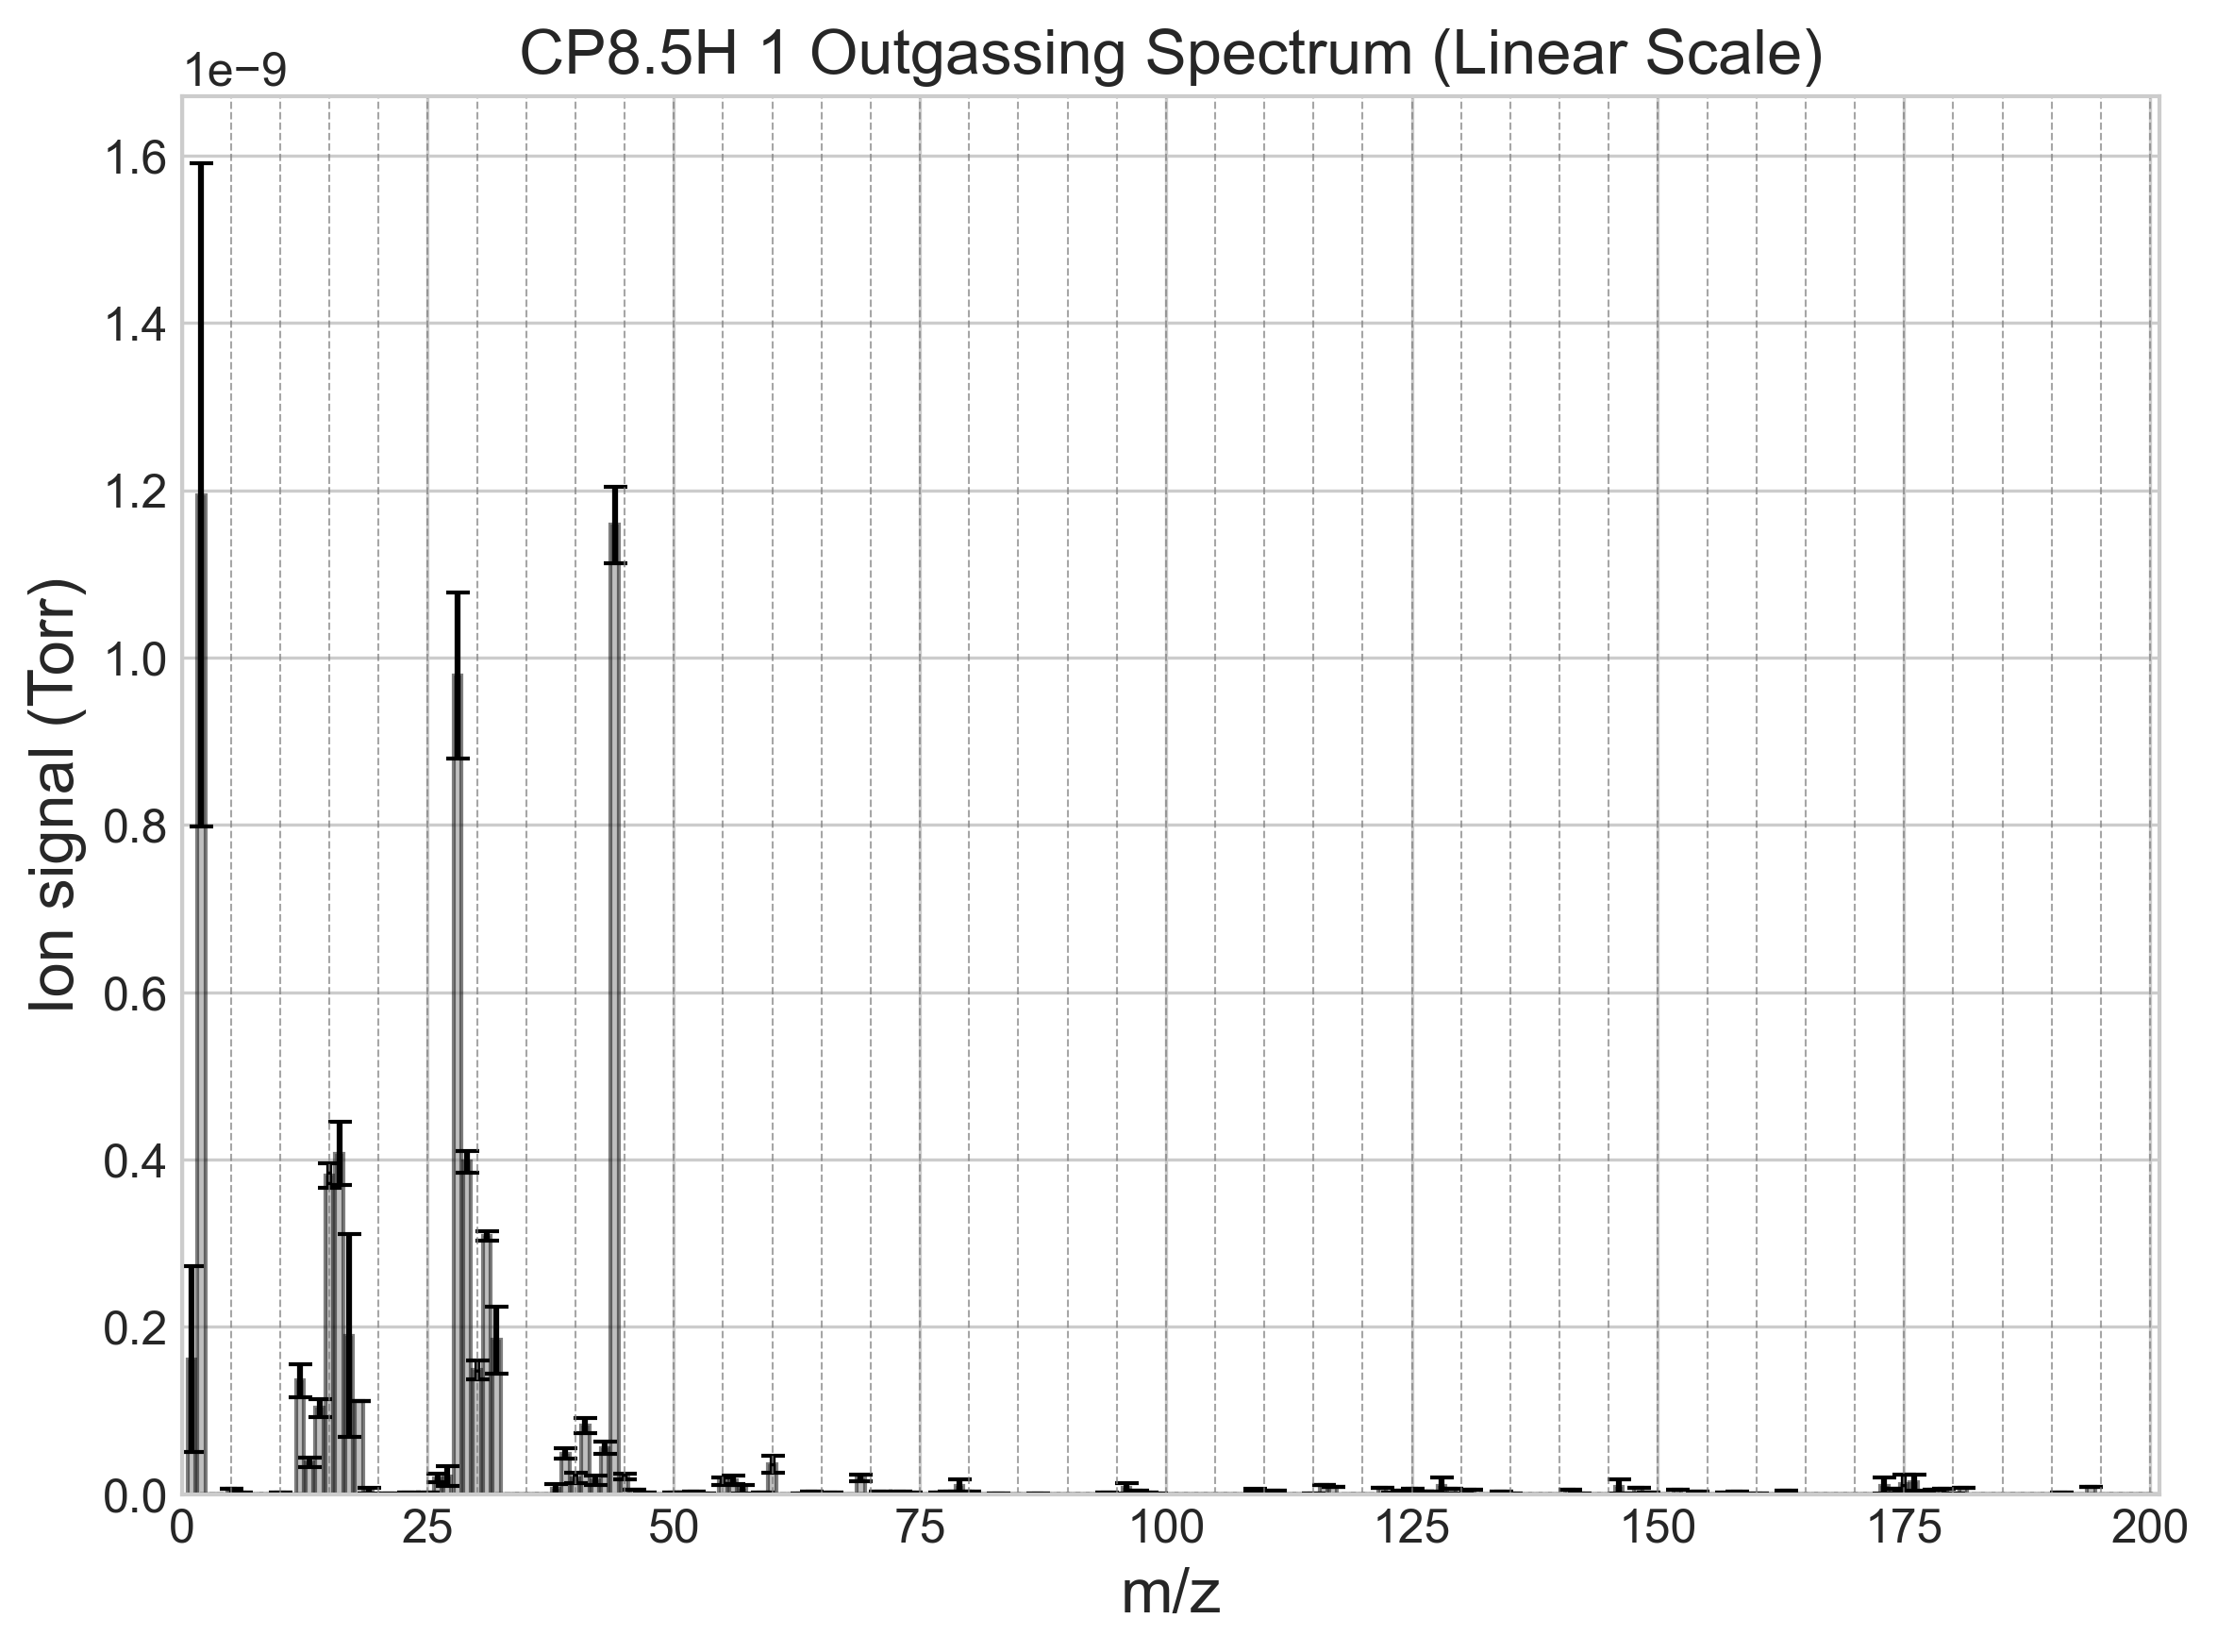 CP8.5H 1 Outgassing Spectrum (Linear Scale)
1e−9
1.6
1.4
1.2
1.0
0.8
0.6
0.4
0.2
0.0
Ion signal (Torr)
0 25 50 75 100 125 150 175 200
m/z